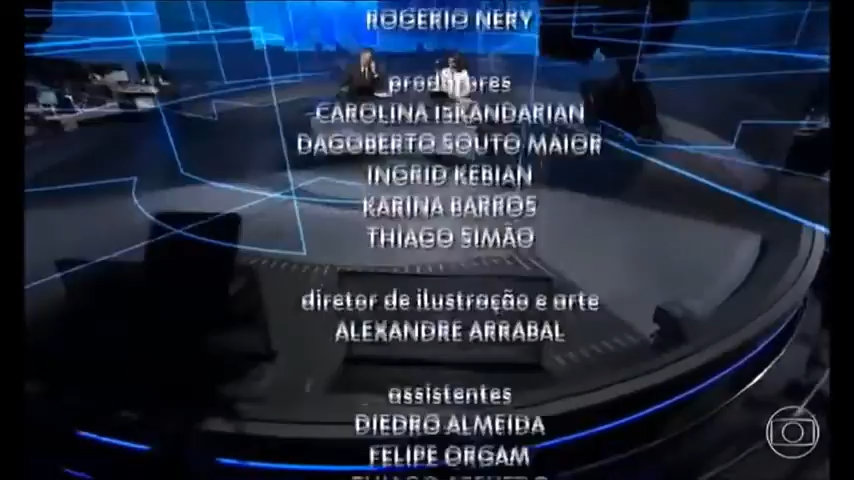 ROGÉRIO NERY
produtores
CAROLINA ISKANDARIAN
DAGOBERTO SOUTO MAIOR
INGRID KEBIAN
KARINA BARROS
THIAGO SIMÃO
diretor de ilustração e arte
ALEXANDRE ARRABAL
assistentes
DIEDRO ALMEIDA
FELIPE ORGAM